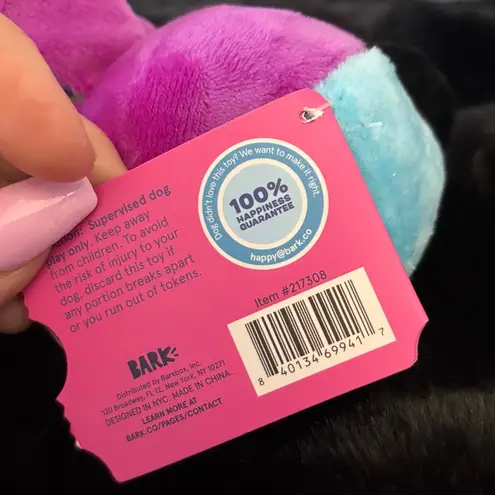 tion: Supervised dog
play only. Keep away
from children. To avoid
the risk of injury to your
dog, discard this toy if
any portion breaks apart
or you run out of tokens.
Dog didn't love this toy? We want to make it right.
100%
HAPPINESS
GUARANTEE
happy@bark.co
Item #217308
8 40134 69941 7
BARK
Distributed by Barkbox, Inc.
120 Broadway, FL-12, New York, NY 10271
DESIGNED IN NYC. MADE IN CHINA.
LEARN MORE AT
BARK.CO/PAGES/CONTACT